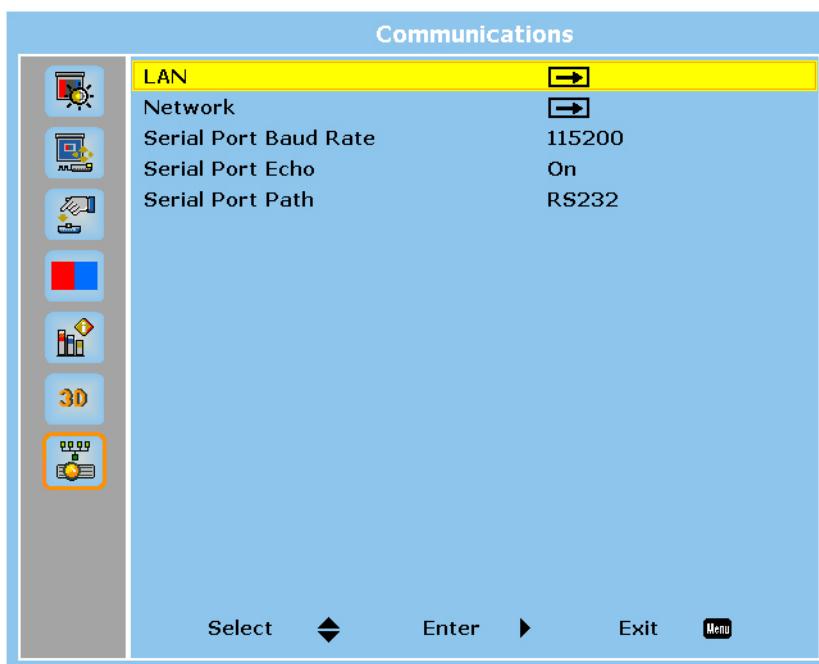 Communications
LAN
Network
Serial Port Baud Rate 115200
Serial Port Echo On
Serial Port Path RS232
3D
Select Enter Exit Menu